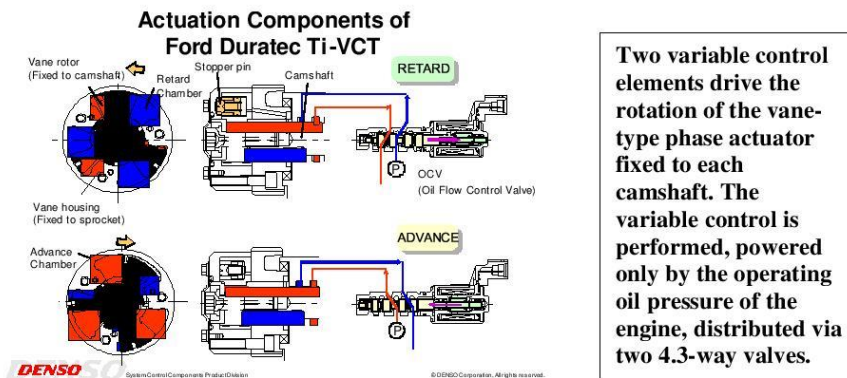 Actuation Components of
Ford Duratec Ti-VCT
Vane rotor
(Fixed to camshaft)
Retard
Chamber
Stopper pin
Camshaft
RETARD
P
OCV
(Oil Flow Control Valve)
Vane housing
(Fixed to sprocket)
Advance
Chamber
ADVANCE
P
DENSO
System Control Components Product Division
© DENSO Corporation. All rights reserved.
Two variable control
elements drive the
rotation of the vane-
type phase actuator
fixed to each
camshaft. The
variable control is
performed, powered
only by the operating
oil pressure of the
engine, distributed via
two 4.3-way valves.